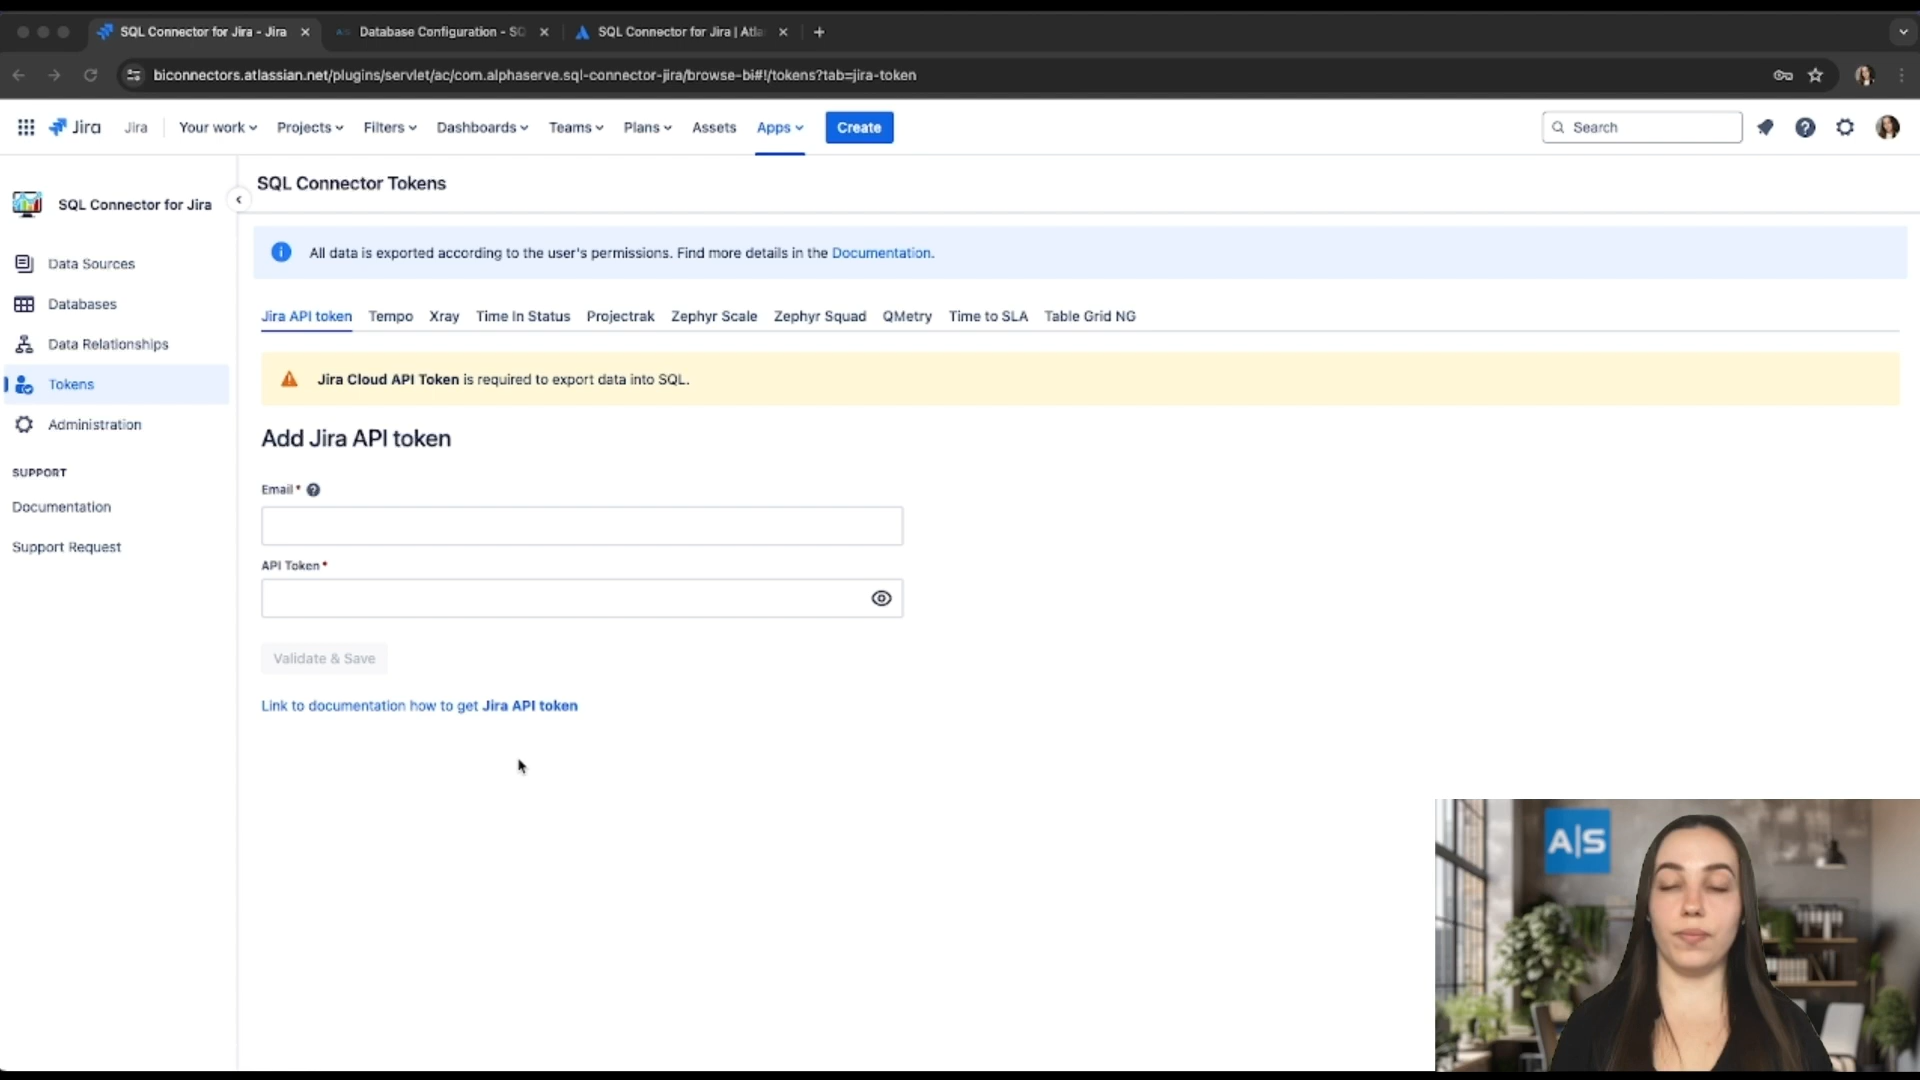 SQL Connector for Jira - Jira
Database Configuration - SQ
SQL Connector for Jira | Atla
biconnectors.atlassian.net/plugins/servlet/ac/com.alphaserve.sql-connector-jira/browse-bi#!/tokens?tab=jira-token
Jira Jira Your work Projects Filters Dashboards Teams Plans Assets Apps Create Search
SQL Connector for Jira
Data Sources
Databases
Data Relationships
Tokens
Administration
SUPPORT
Documentation
Support Request
SQL Connector Tokens
All data is exported according to the user's permissions. Find more details in the Documentation.
Jira API token Tempo Xray Time In Status Projectrak Zephyr Scale Zephyr Squad QMetry Time to SLA Table Grid NG
Jira Cloud API Token is required to export data into SQL.
Add Jira API token
Email *
API Token *
Validate & Save
Link to documentation how to get Jira API token
A|S